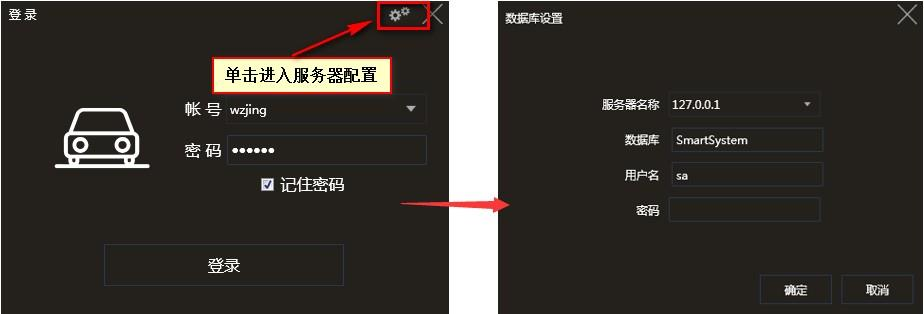 登录
单击进入服务器配置
帐号 wzjing
密码 ••••••
记住密码
登录
数据库设置
服务器名称 127.0.0.1
数据库 SmartSystem
用户名 sa
密码
确定 取消